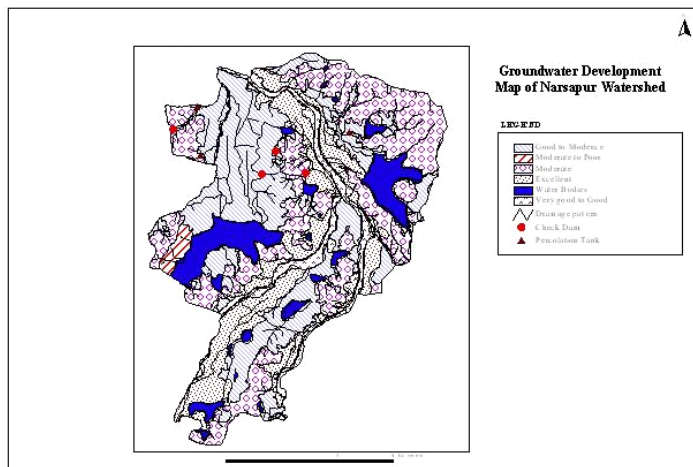 Groundwater Development
Map of Narsapur Watershed
LEGEND
Good to Moderate
Moderate to Poor
Moderate
Excellent
Water Bodies
Very good to Good
Drainage pattern
Check Dam
Percolation Tank